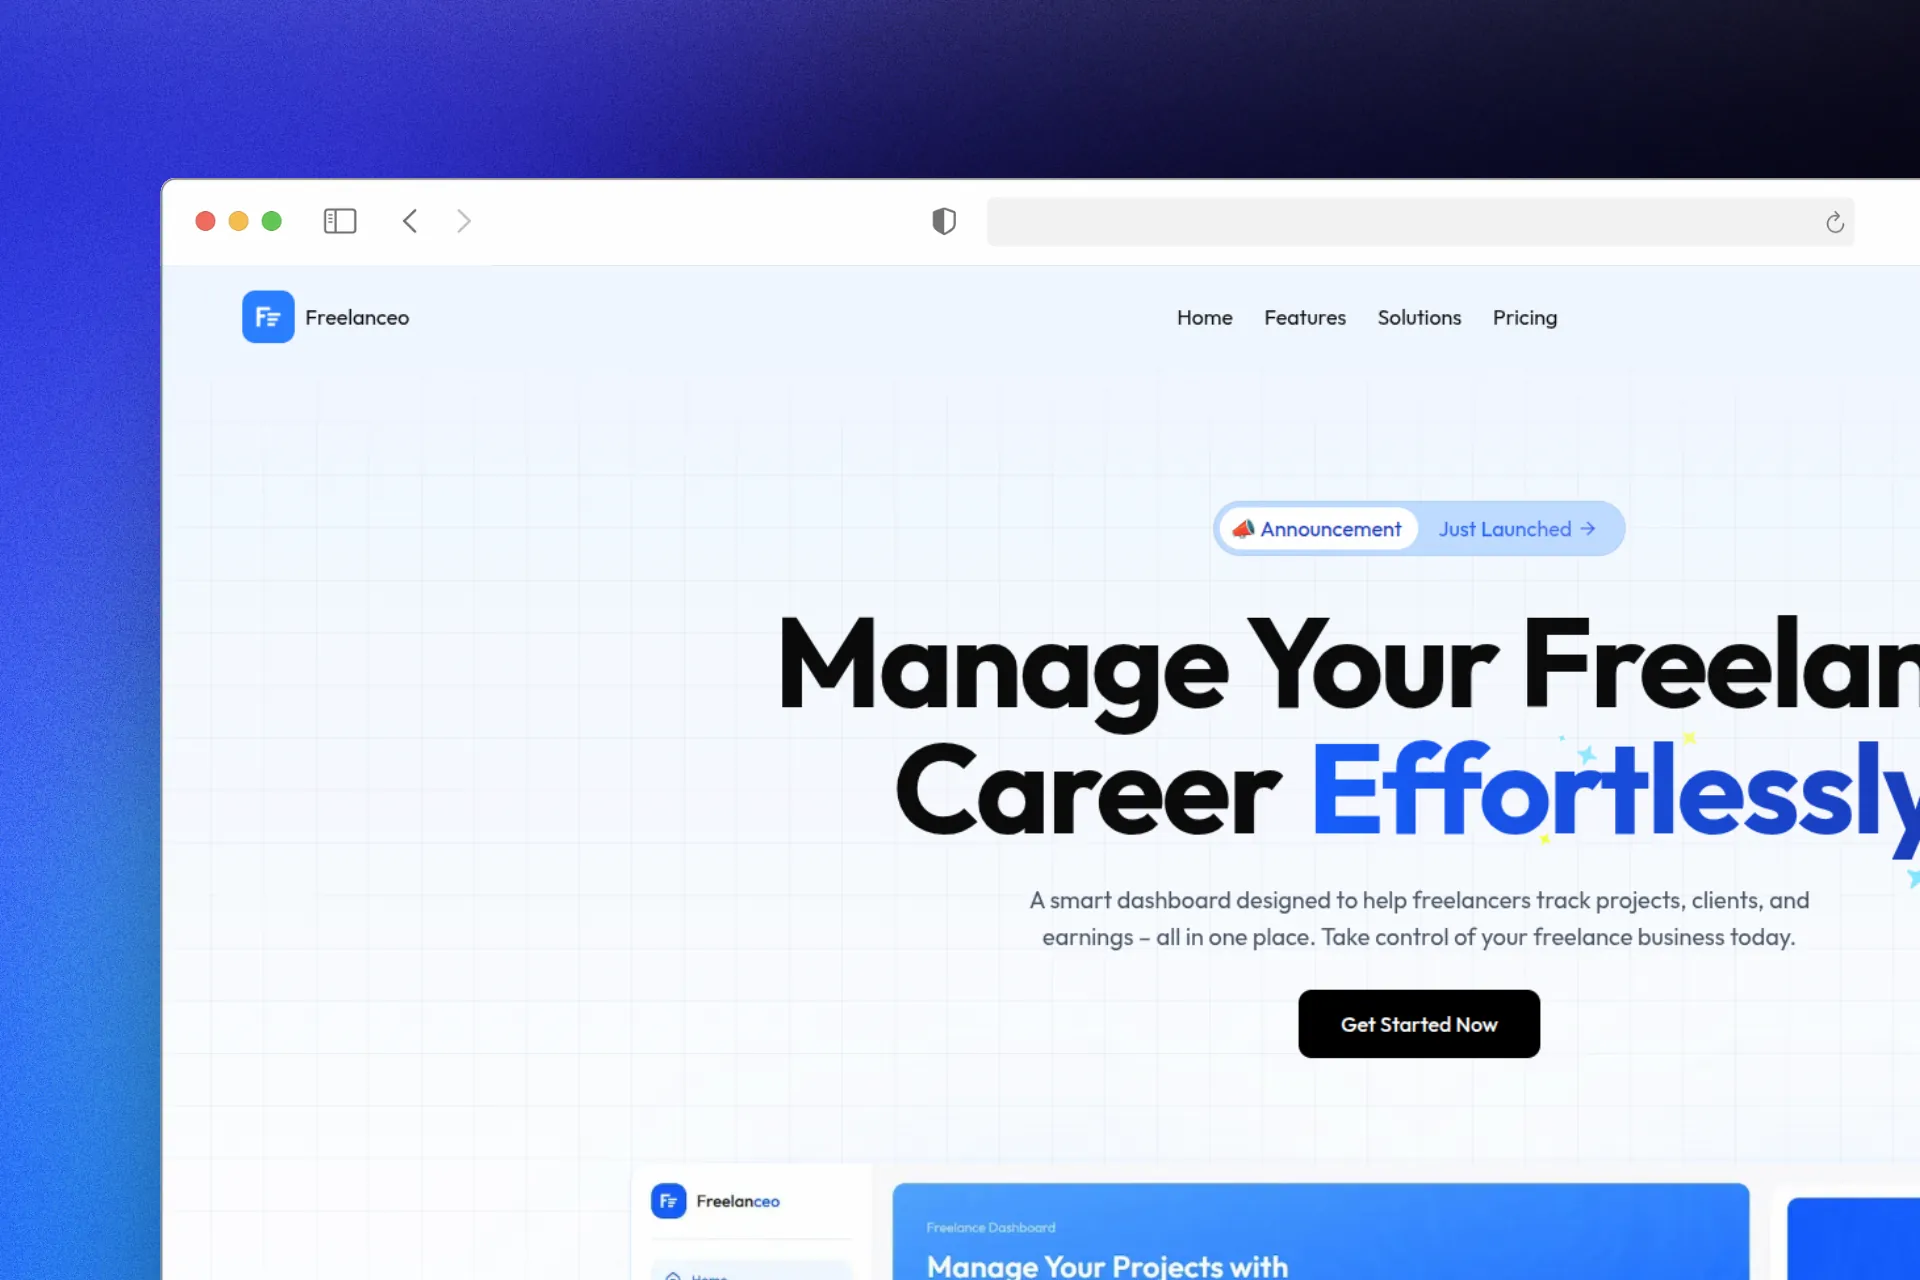 Freelanceo
Home Features Solutions Pricing
📣 Announcement Just Launched →
Manage Your Freelan
Career Effortlessly
A smart dashboard designed to help freelancers track projects, clients, and
earnings – all in one place. Take control of your freelance business today.
Get Started Now
Freelanceo
Freelance Dashboard
Manage Your Projects with
Home